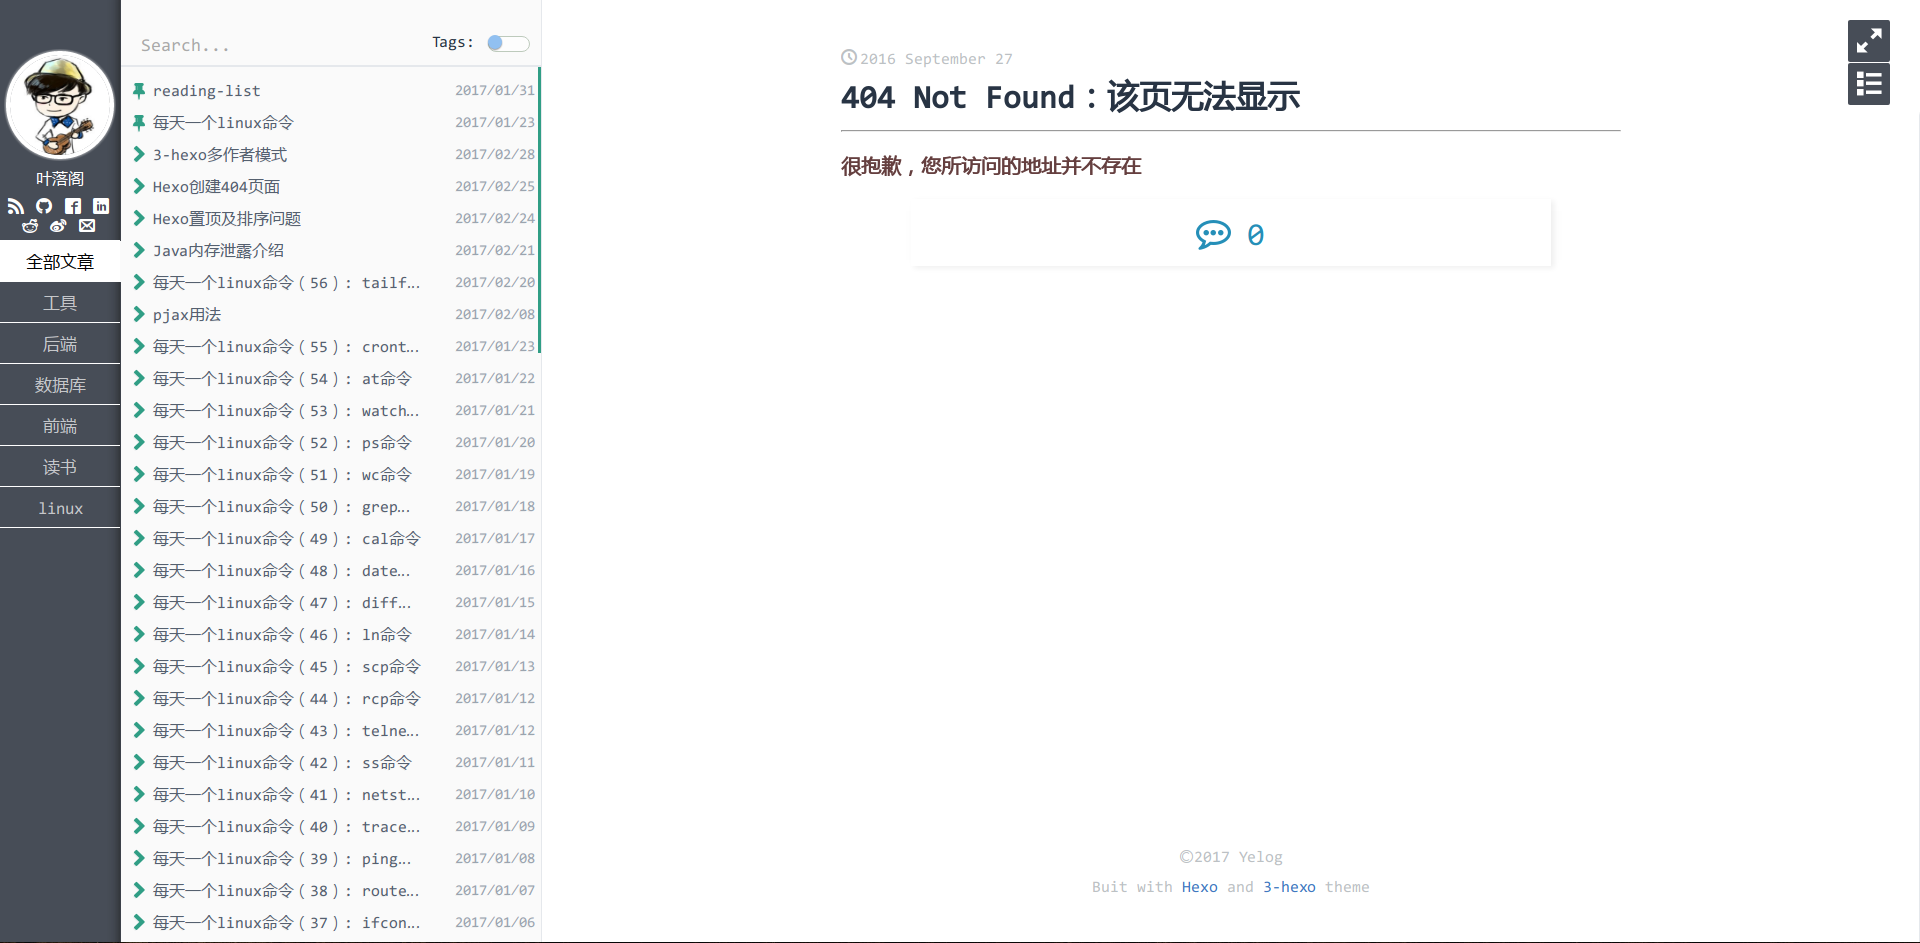 叶落阁
全部文章
工具
后端
数据库
前端
读书
linux
Search...
Tags:
reading-list 2017/01/31
每天一个linux命令 2017/01/23
3-hexo多作者模式 2017/02/28
Hexo创建404页面 2017/02/25
Hexo置顶及排序问题 2017/02/24
Java内存泄露介绍 2017/02/21
每天一个linux命令（56）: tailf... 2017/02/20
pjax用法 2017/02/08
每天一个linux命令（55）: cront... 2017/01/23
每天一个linux命令（54）: at命令 2017/01/22
每天一个linux命令（53）: watch... 2017/01/21
每天一个linux命令（52）: ps命令 2017/01/20
每天一个linux命令（51）: wc命令 2017/01/19
每天一个linux命令（50）: grep... 2017/01/18
每天一个linux命令（49）: cal命令 2017/01/17
每天一个linux命令（48）: date... 2017/01/16
每天一个linux命令（47）: diff... 2017/01/15
每天一个linux命令（46）: ln命令 2017/01/14
每天一个linux命令（45）: scp命令 2017/01/13
每天一个linux命令（44）: rcp命令 2017/01/12
每天一个linux命令（43）: telne... 2017/01/12
每天一个linux命令（42）: ss命令 2017/01/11
每天一个linux命令（41）: netst... 2017/01/10
每天一个linux命令（40）: trace... 2017/01/09
每天一个linux命令（39）: ping... 2017/01/08
每天一个linux命令（38）: route... 2017/01/07
每天一个linux命令（37）: ifcon... 2017/01/06
2016 September 27
404 Not Found：该页无法显示
很抱歉，您所访问的地址并不存在
0
©2017 Yelog
Buit with Hexo and 3-hexo theme